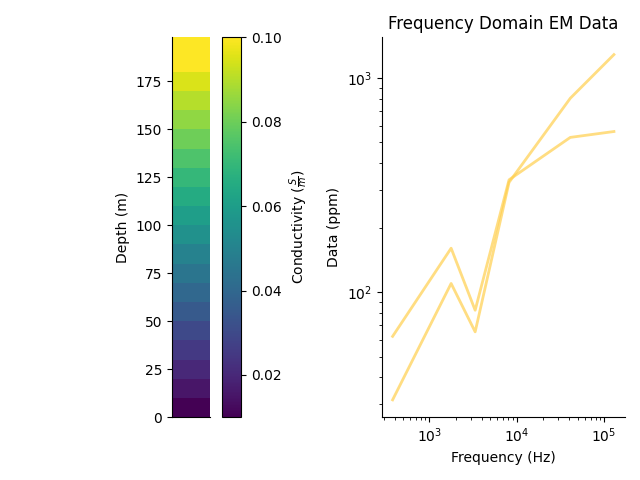 Frequency Domain EM Data
175
150
125
100
75
50
25
0
Depth (m)
0.10
0.08
0.06
0.04
0.02
Conductivity (S/m)
10³
10²
Data (ppm)
10³ 10⁴ 10⁵
Frequency (Hz)